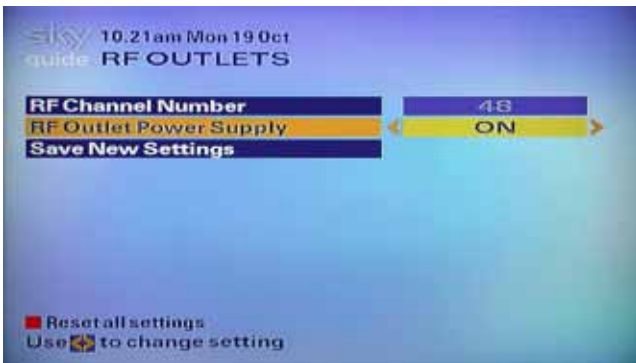 sky 10.21am Mon 19 Oct
guide RF OUTLETS
RF Channel Number 48
RF Outlet Power Supply ON
Save New Settings
Reset all settings
Use to change setting